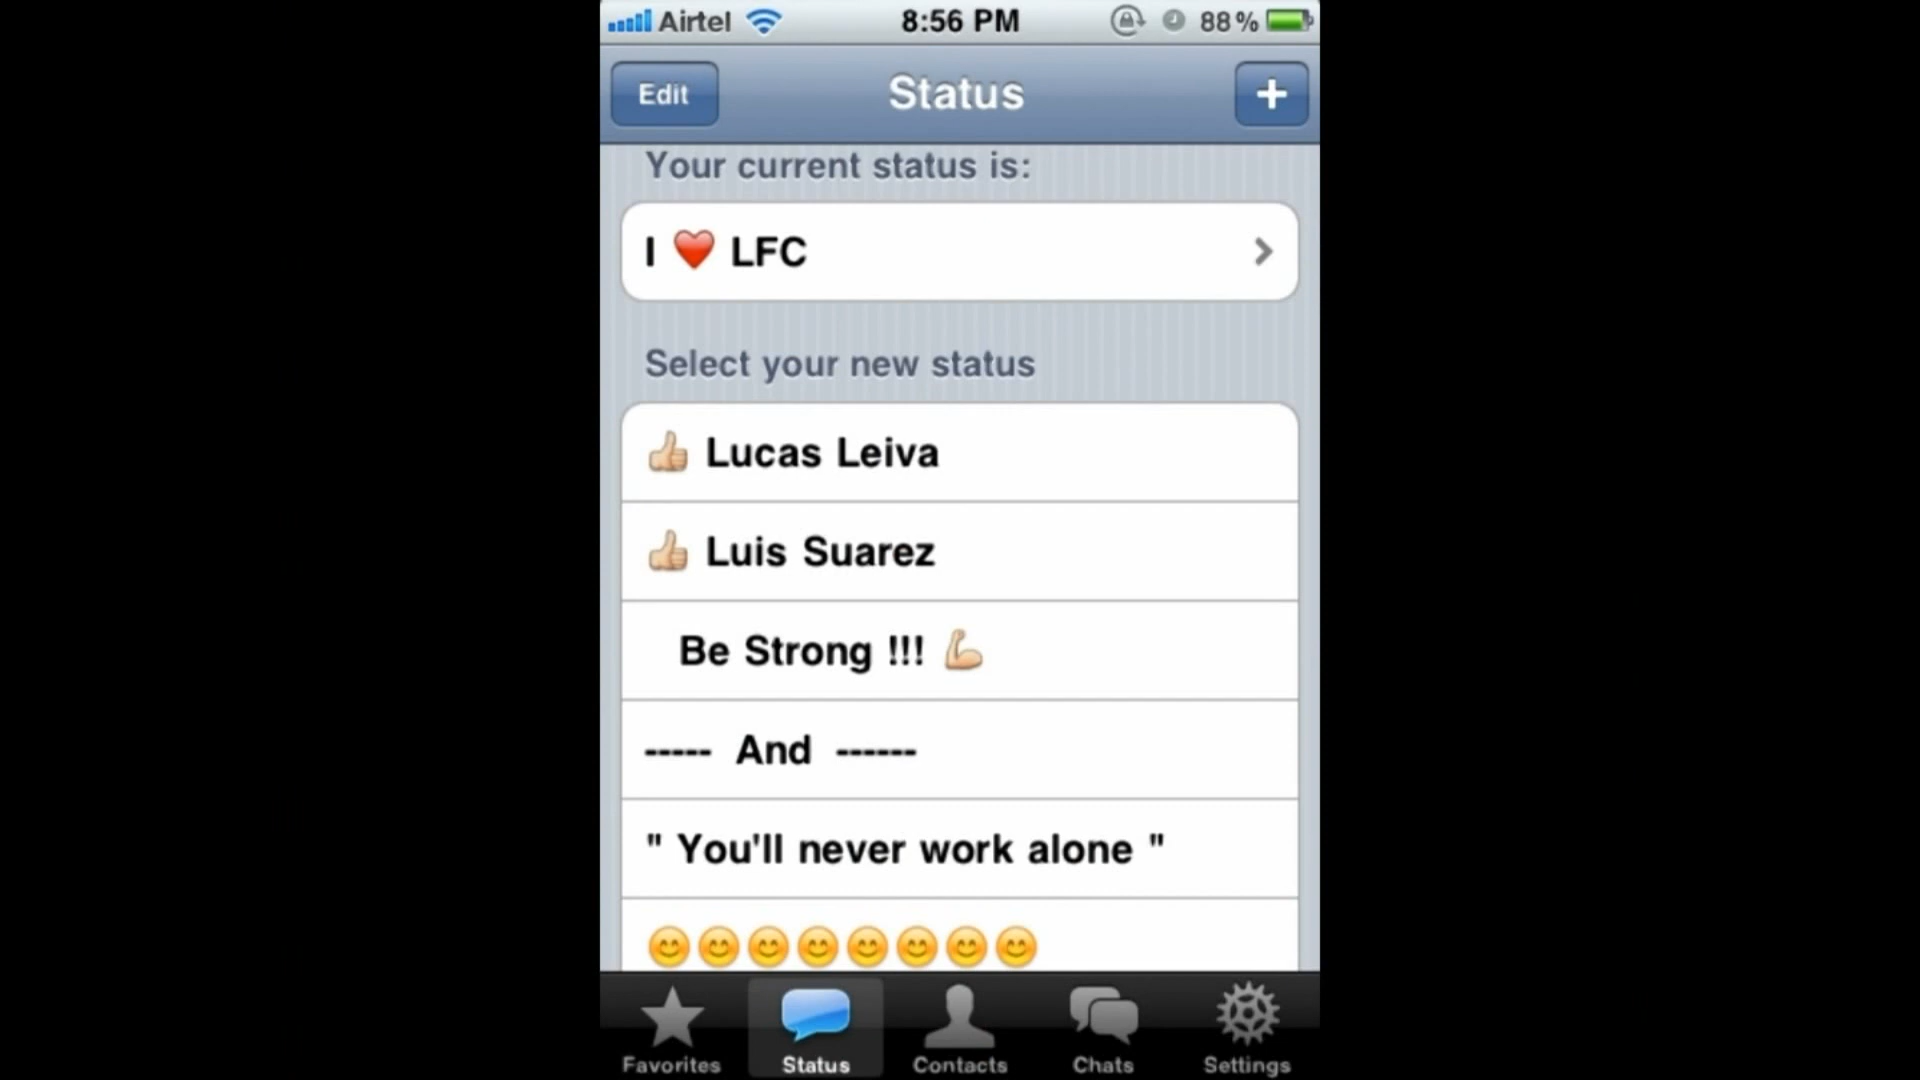 Airtel 8:56 PM 88%
Edit Status +
Your current status is:
I ❤️ LFC
Select your new status
👍 Lucas Leiva
👍 Luis Suarez
Be Strong !!! 💪
----- And ------
" You'll never work alone "
😊😊😊😊😊😊😊😊
Favorites Status Contacts Chats Settings